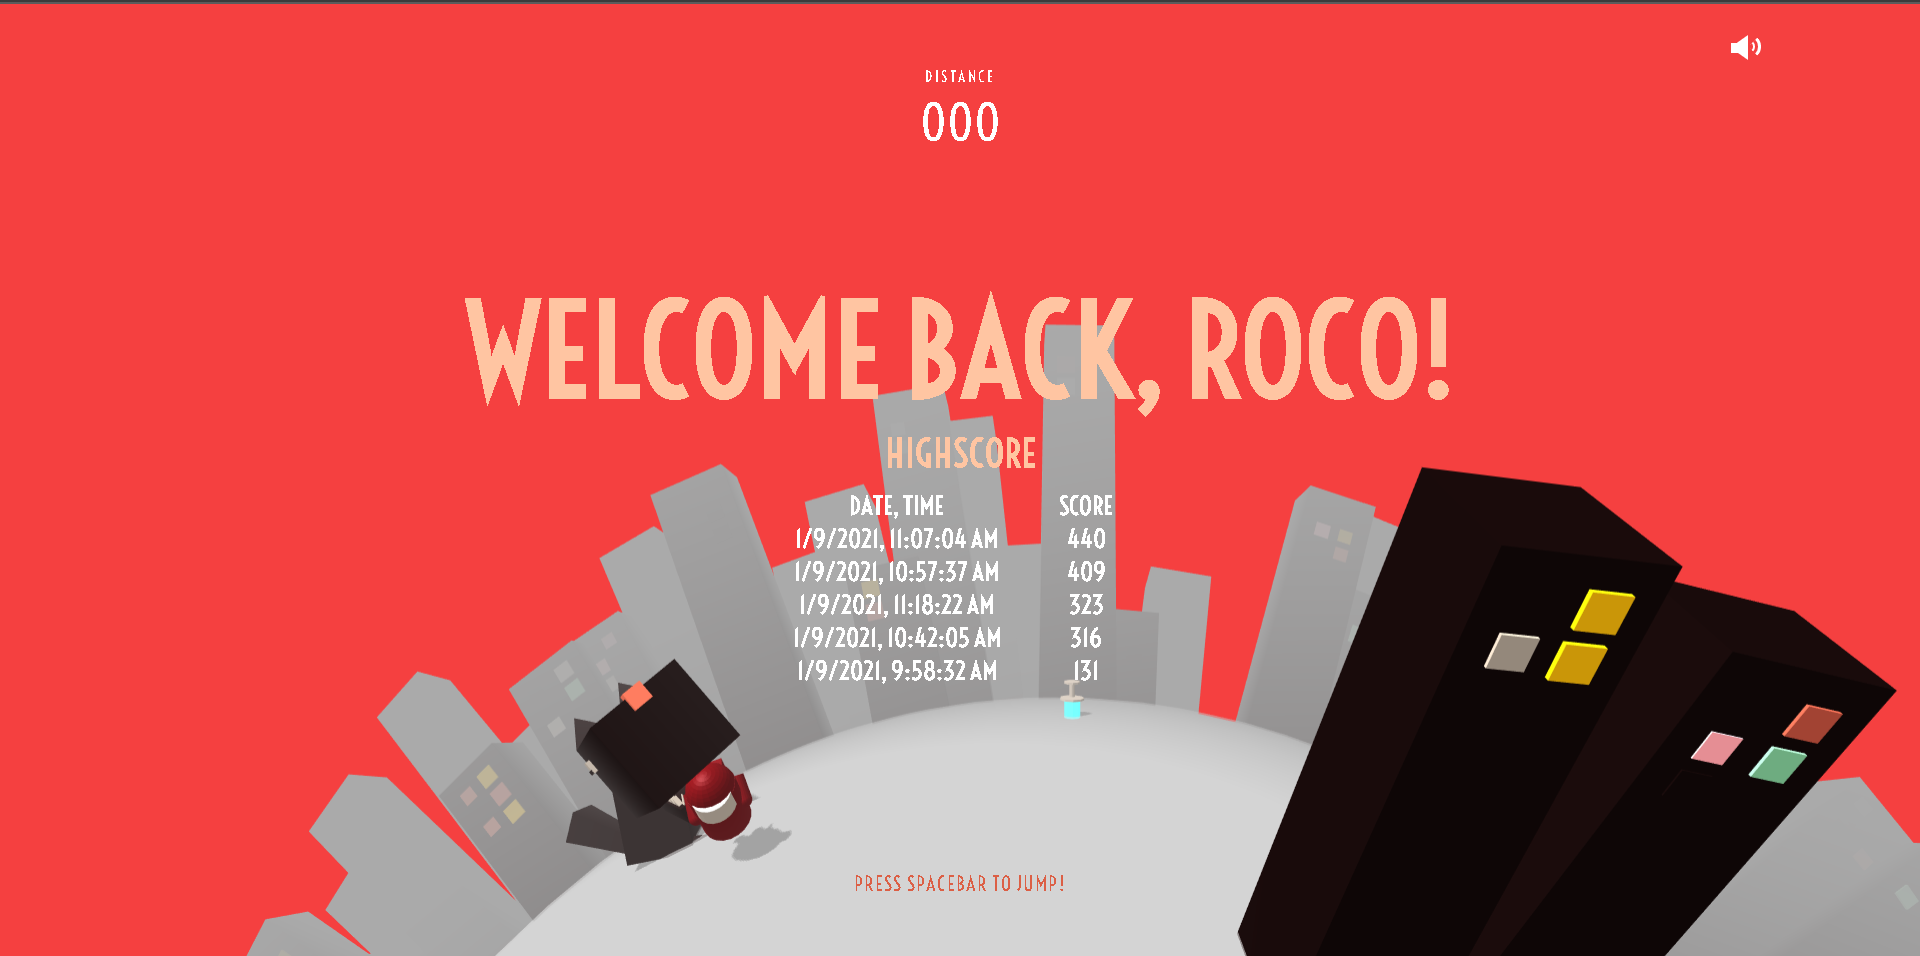 DISTANCE
000
WELCOME BACK, ROCO!
HIGHSCORE
DATE, TIME SCORE
1/9/2021, 11:07:04 AM 440
1/9/2021, 10:57:37 AM 409
1/9/2021, 11:18:22 AM 323
1/9/2021, 10:42:05 AM 316
1/9/2021, 9:58:32 AM 131
PRESS SPACEBAR TO JUMP!